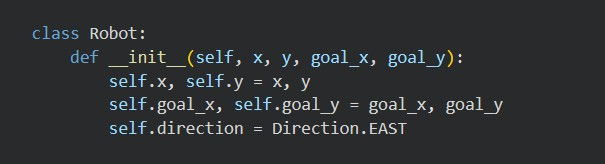 class Robot:
    def __init__(self, x, y, goal_x, goal_y):
        self.x, self.y = x, y
        self.goal_x, self.goal_y = goal_x, goal_y
        self.direction = Direction.EAST